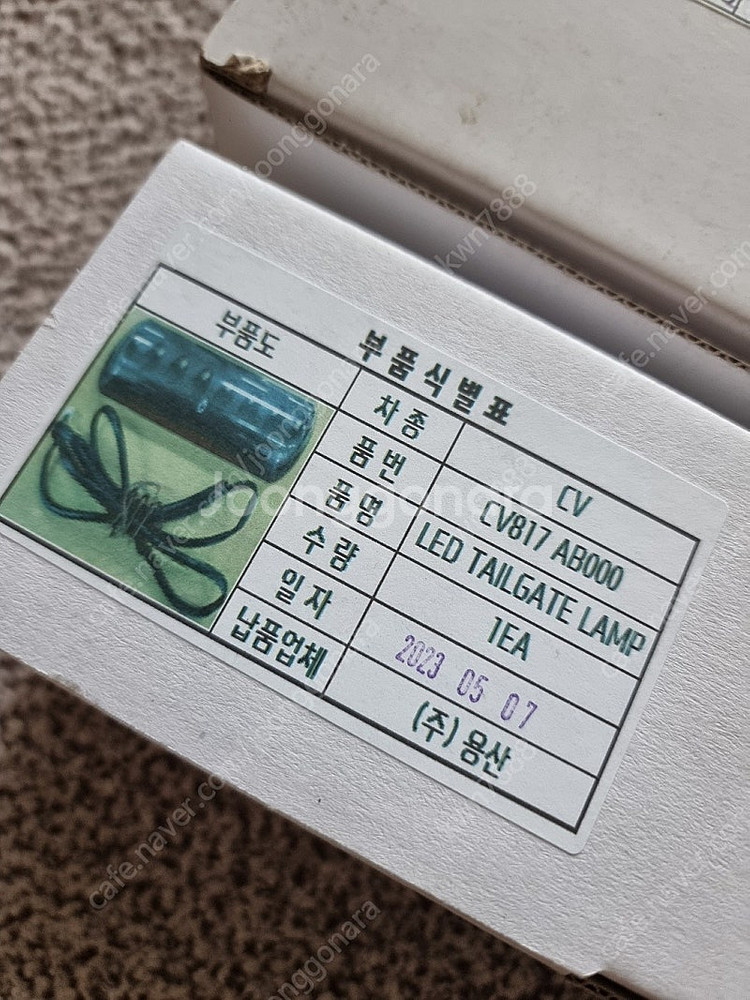 부품식별표
부품도
차종 CV
품번 CV817 AB000
품명 LED TAILGATE LAMP
수량 1EA
일자 2023 05 07
납품업체 (주) 용산
Joonggonara